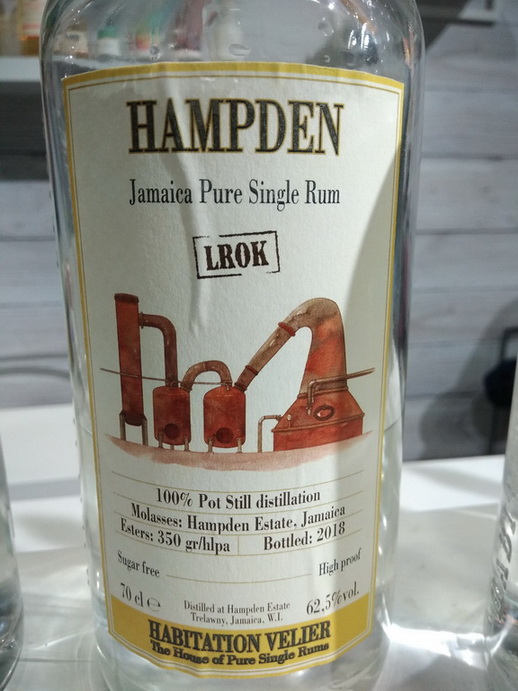 HAMPDEN
Jamaica Pure Single Rum
LROK
100% Pot Still distillation
Molasses: Hampden Estate, Jamaica
Esters: 350 gr/hlpa Bottled: 2018
Sugar free High proof
70 cl ℮ Distilled at Hampden Estate 62,5%vol.
Trelawny, Jamaica, W.I.
HABITATION VELIER
The House of Pure Single Rums